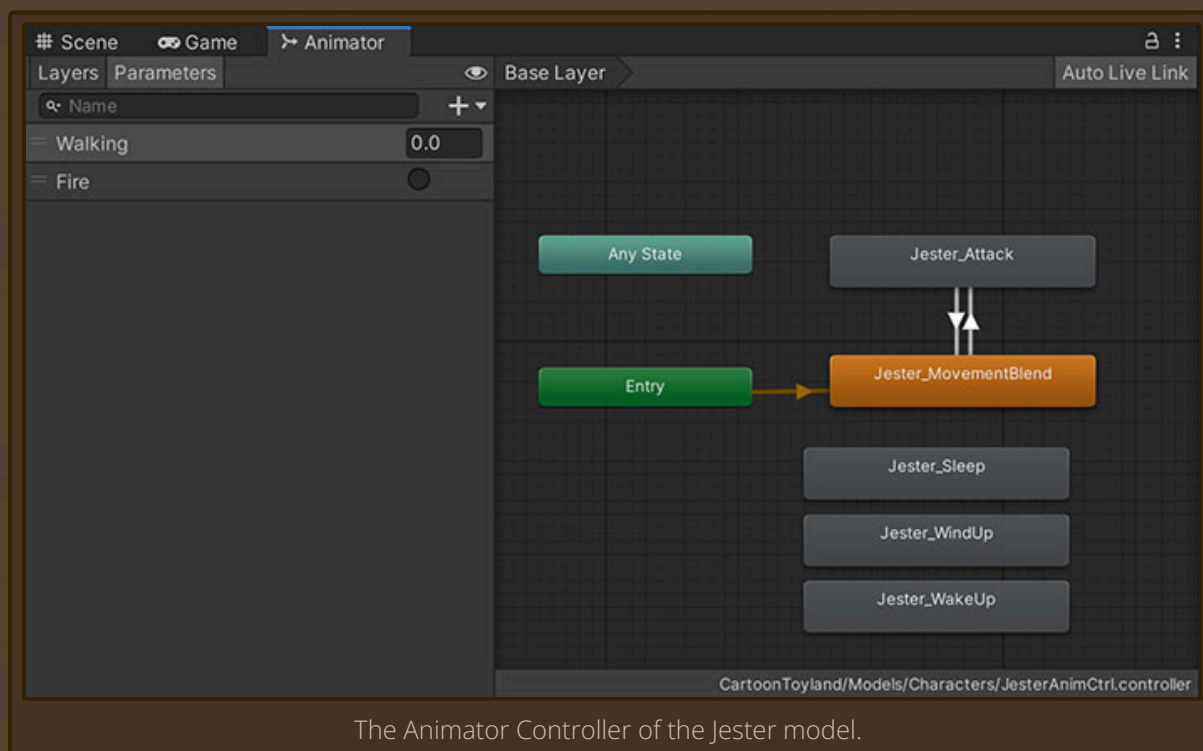 Scene Game Animator
Layers Parameters Base Layer Auto Live Link
Name
Walking 0.0
Fire
Any State
Jester_Attack
Entry
Jester_MovementBlend
Jester_Sleep
Jester_WindUp
Jester_WakeUp
CartoonToyland/Models/Characters/JesterAnimCtrl.controller
The Animator Controller of the Jester model.